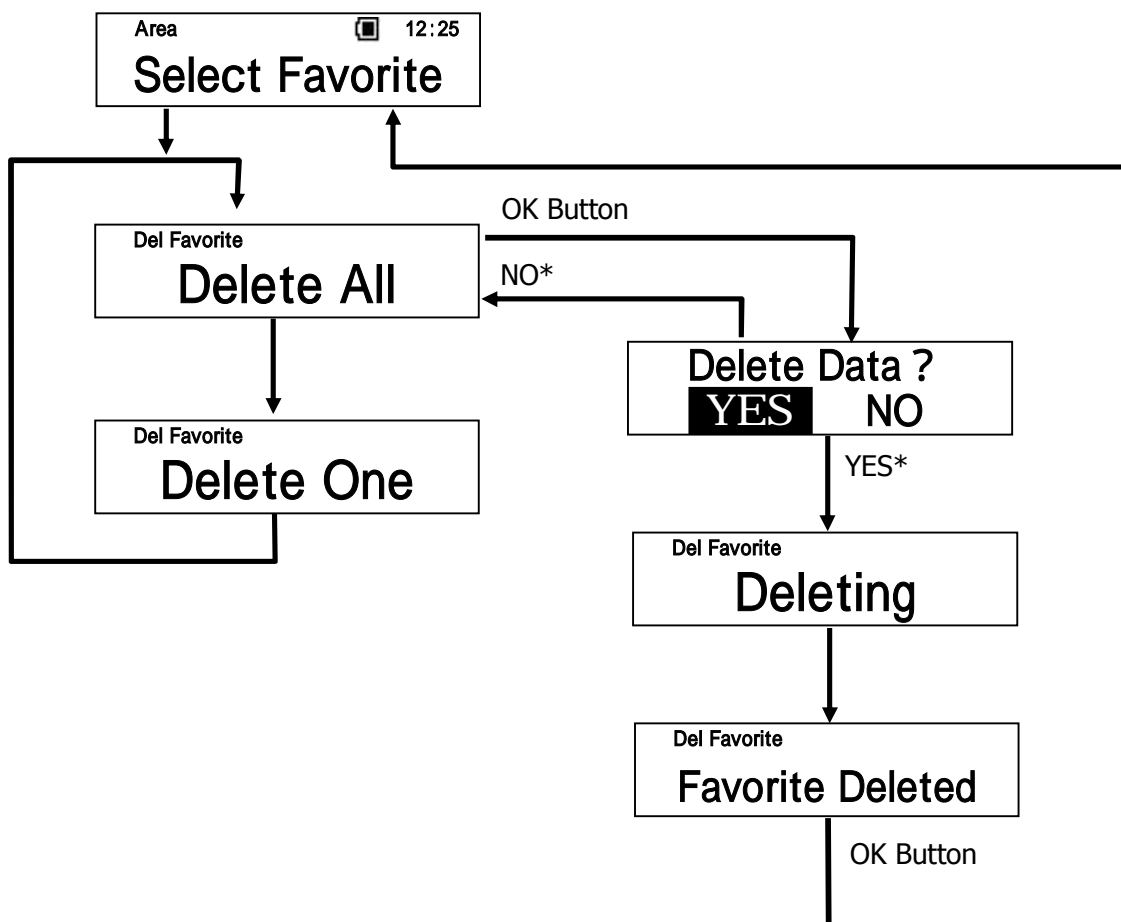 Area 12:25
Select Favorite
OK Button
Del Favorite
Delete All
NO*
Delete Data ?
YES NO
Del Favorite
Delete One
YES*
Del Favorite
Deleting
Del Favorite
Favorite Deleted
OK Button